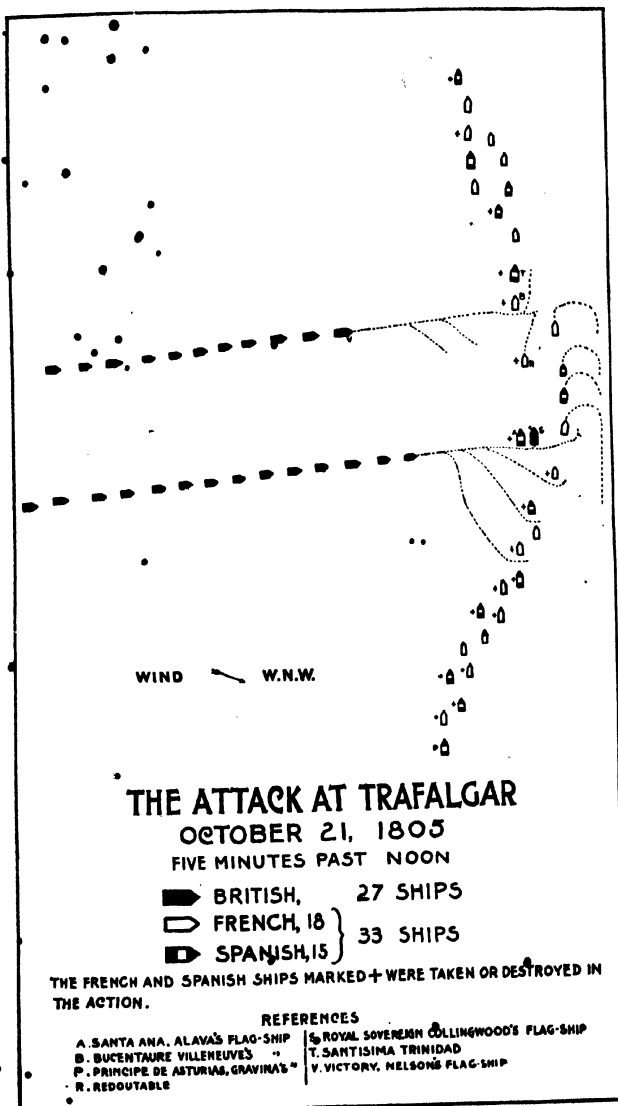 T
B
R
A S
V
P
WIND W.N.W.
THE ATTACK AT TRAFALGAR
OCTOBER 21, 1805
FIVE MINUTES PAST NOON
BRITISH, 27 SHIPS
FRENCH, 18
33 SHIPS
SPANISH, 15
THE FRENCH AND SPANISH SHIPS MARKED + WERE TAKEN OR DESTROYED IN
THE ACTION.
REFERENCES
A. SANTA ANA, ALAVA'S FLAG-SHIP
B. BUCENTAURE VILLENEUVE'S "
P. PRINCIPE DE ASTURIAS, GRAVINA'S "
R. REDOUTABLE
S. ROYAL SOVEREIGN COLLINGWOOD'S FLAG-SHIP
T. SANTISIMA TRINIDAD
V. VICTORY, NELSON'S FLAG-SHIP